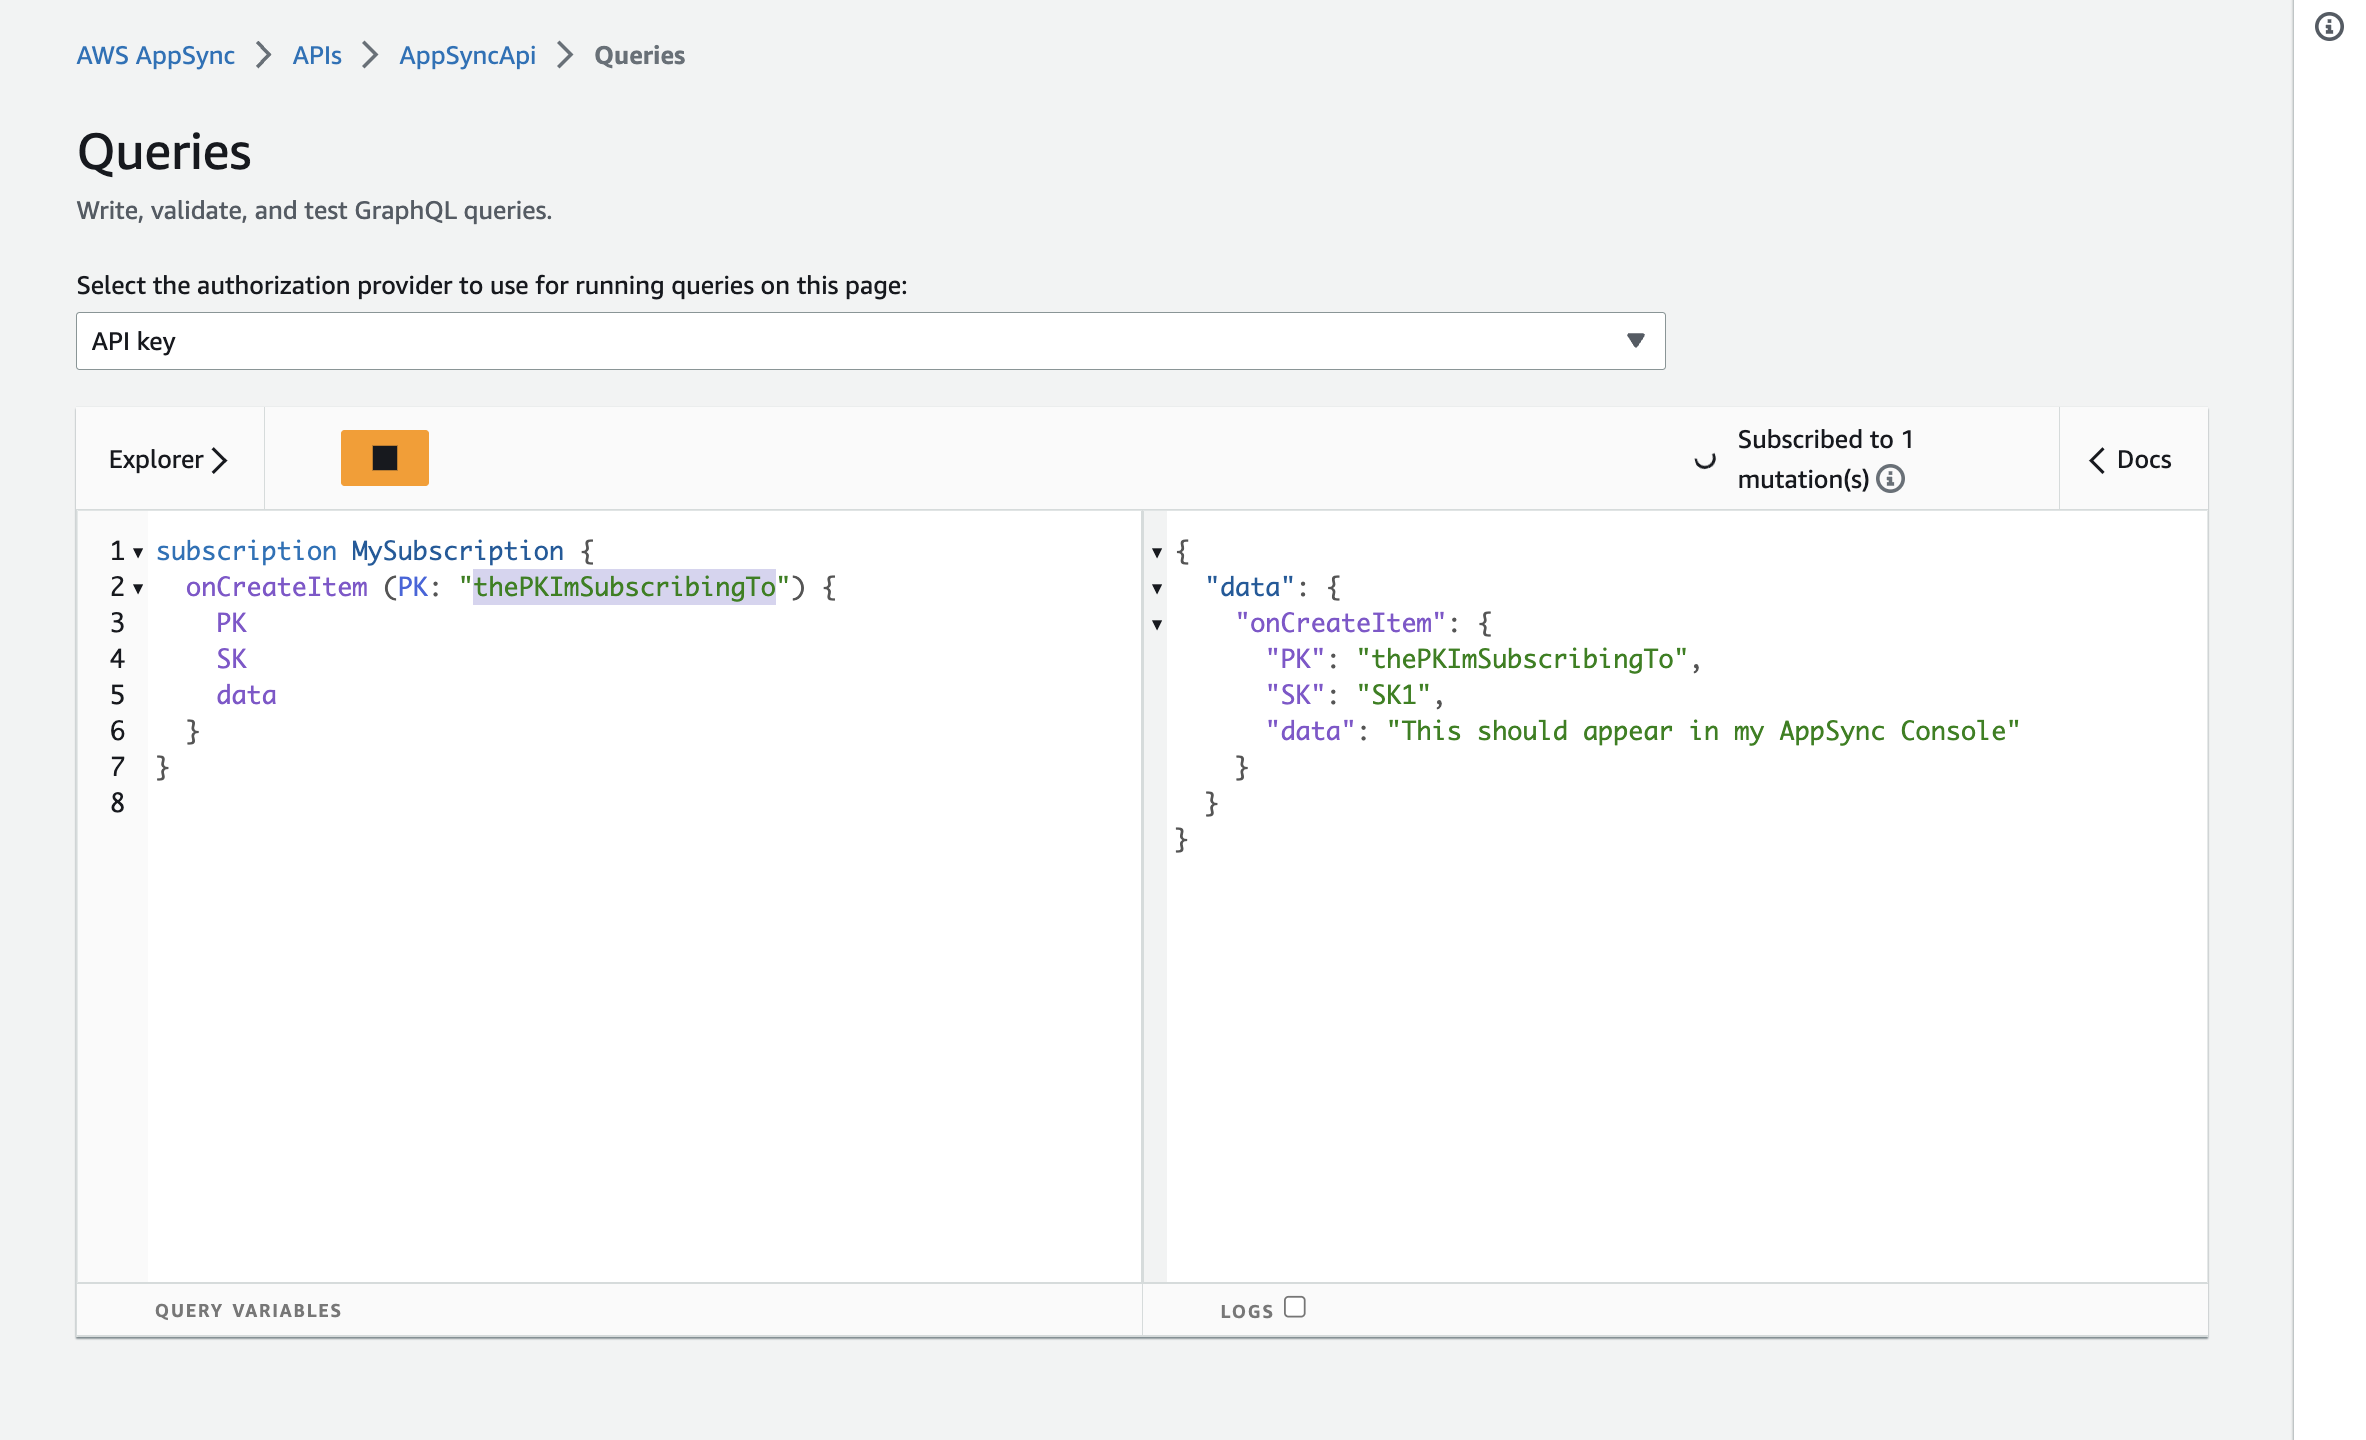 AWS AppSync > APIs > AppSyncApi > Queries
Queries
Write, validate, and test GraphQL queries.
Select the authorization provider to use for running queries on this page:
API key
Explorer
Subscribed to 1
mutation(s)
Docs
1 subscription MySubscription {
2   onCreateItem (PK: "thePKImSubscribingTo") {
3     PK
4     SK
5     data
6   }
7 }
8
{
  "data": {
    "onCreateItem": {
      "PK": "thePKImSubscribingTo",
      "SK": "SK1",
      "data": "This should appear in my AppSync Console"
    }
  }
}
QUERY VARIABLES
LOGS